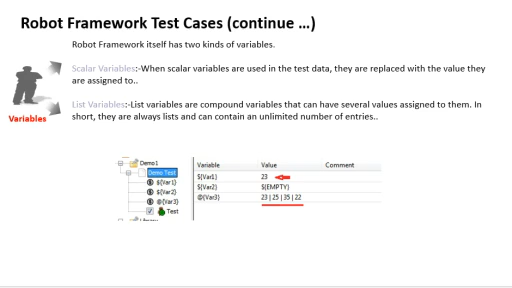 Robot Framework Test Cases (continue …)
Robot Framework itself has two kinds of variables.
Scalar Variables:-When scalar variables are used in the test data, they are replaced with the value they
are assigned to..
List Variables:-List variables are compound variables that can have several values assigned to them. In
short, they are always lists and can contain an unlimited number of entries..
Variables
Demo1
Demo Test
${Var1}
${Var2}
@{Var3}
Test
Library
Variable Value Comment
${Var1} 23
${Var2} ${EMPTY}
@{Var3} 23 | 25 | 35 | 22